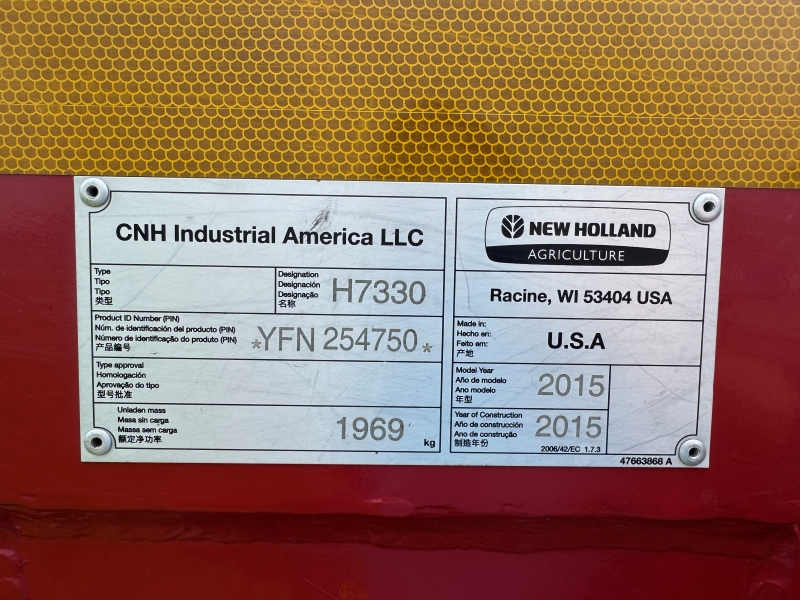 CNH Industrial America LLC
Type
Tipo
Tipo
类型
Designation
Designación
Designação
名称
H7330
Product ID Number (PIN)
Núm. de identificación del producto (PIN)
Número de identificação do produto (PIN)
产品编号
*YFN 254750*
Type approval
Homologación
Aprovação do tipo
型号批准
Unladen mass
Masa sin carga
Massa sem carga
额定净功率
1969
kg
NEW HOLLAND
AGRICULTURE
Racine, WI 53404 USA
Made in:
Hecho en:
Feito em:
产地
U.S.A
Model Year
Año de modelo
Ano modelo
年型
2015
Year of Construction
Año de construcción
Ano de construção
制造年份
2015
2006/42/EC 1.7.3
47663868 A